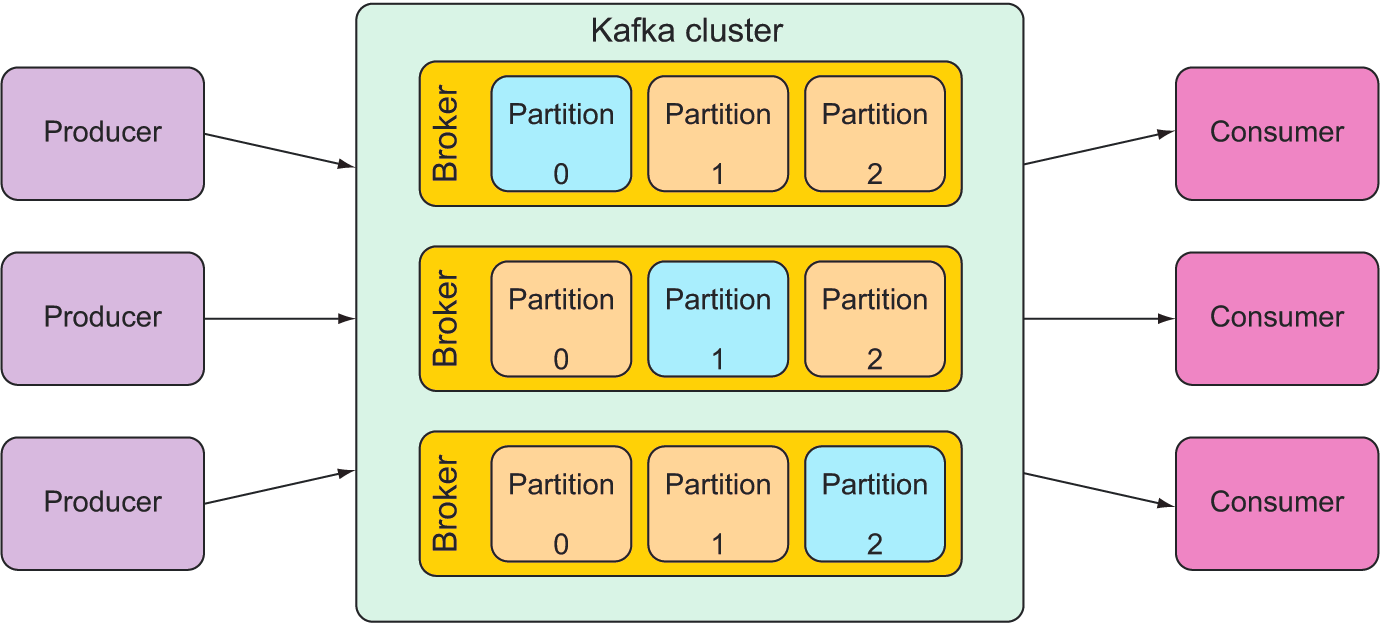 Kafka cluster
Producer
Producer
Producer
Broker
Partition
0
Partition
1
Partition
2
Broker
Partition
0
Partition
1
Partition
2
Broker
Partition
0
Partition
1
Partition
2
Consumer
Consumer
Consumer